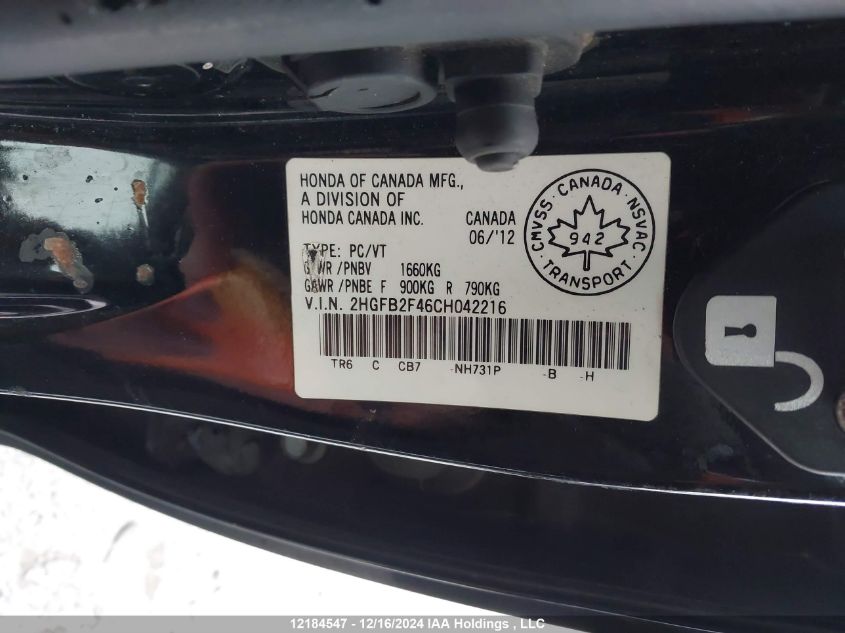 HONDA OF CANADA MFG.,
A DIVISION OF
HONDA CANADA INC. CANADA
06/'12
TYPE: PC/VT
GVWR /PNBV 1660KG
GAWR /PNBE F 900KG R 790KG
V.I.N. 2HGFB2F46CH042216
TR6 C CB7 -NH731P -B -H
CMVSS · CANADA · NSVAC
942
TRANSPORT
12184547 - 12/16/2024 IAA Holdings, LLC